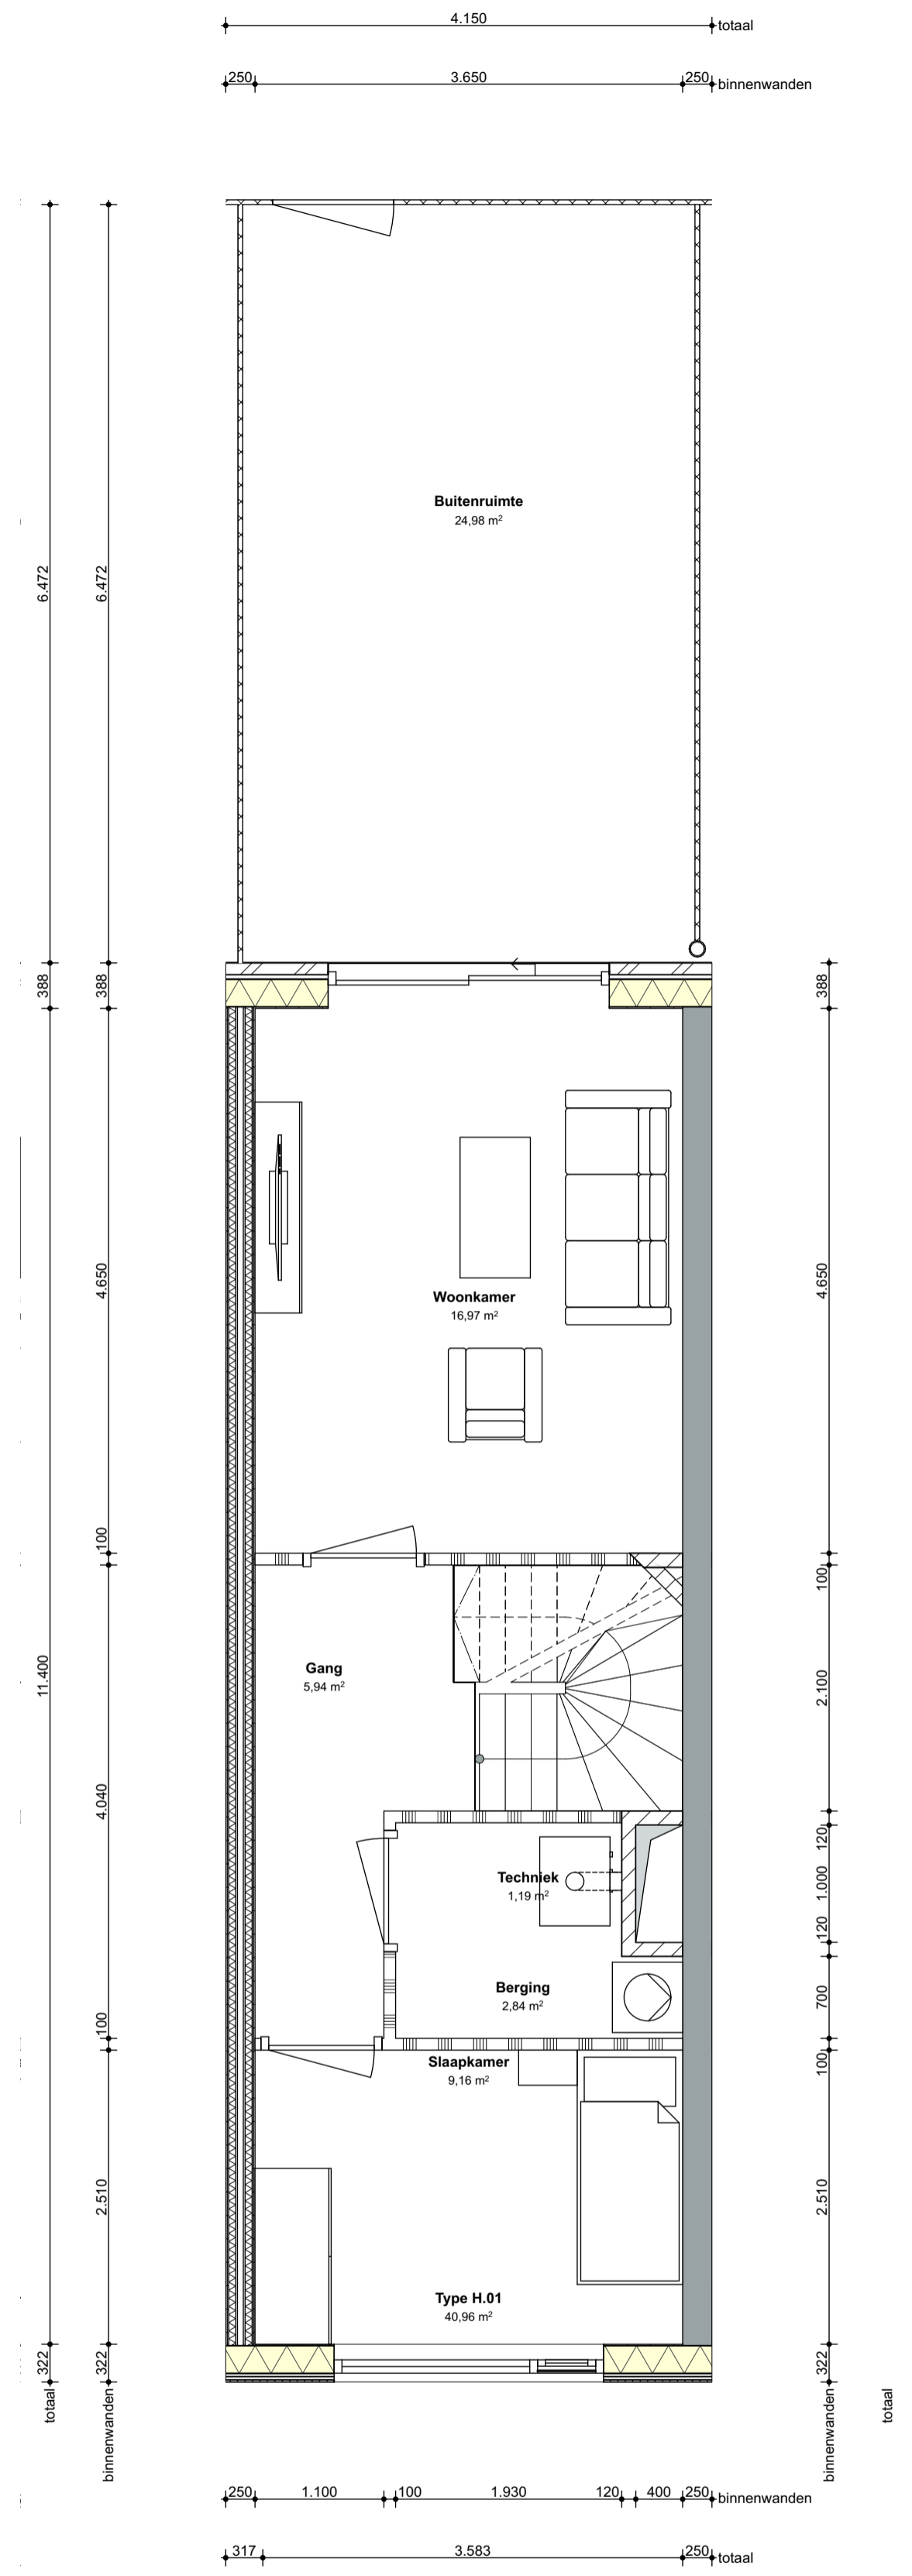 4.150
totaal
250
3.650
250
binnenwanden
Buitenruimte
24,98 m²
6.472
6.472
388
388
388
4.650
4.650
Woonkamer
16,97 m²
100
100
Gang
5,94 m²
11.400
2.100
4.040
120
Techniek
1,19 m²
1.000
120
Berging
2,84 m²
700
100
100
Slaapkamer
9,16 m²
2.510
2.510
Type H.01
40,96 m²
322
322
322
totaal
binnenwanden
binnenwanden
totaal
250
1.100
100
1.930
120
400
250
binnenwanden
317
3.583
250
totaal